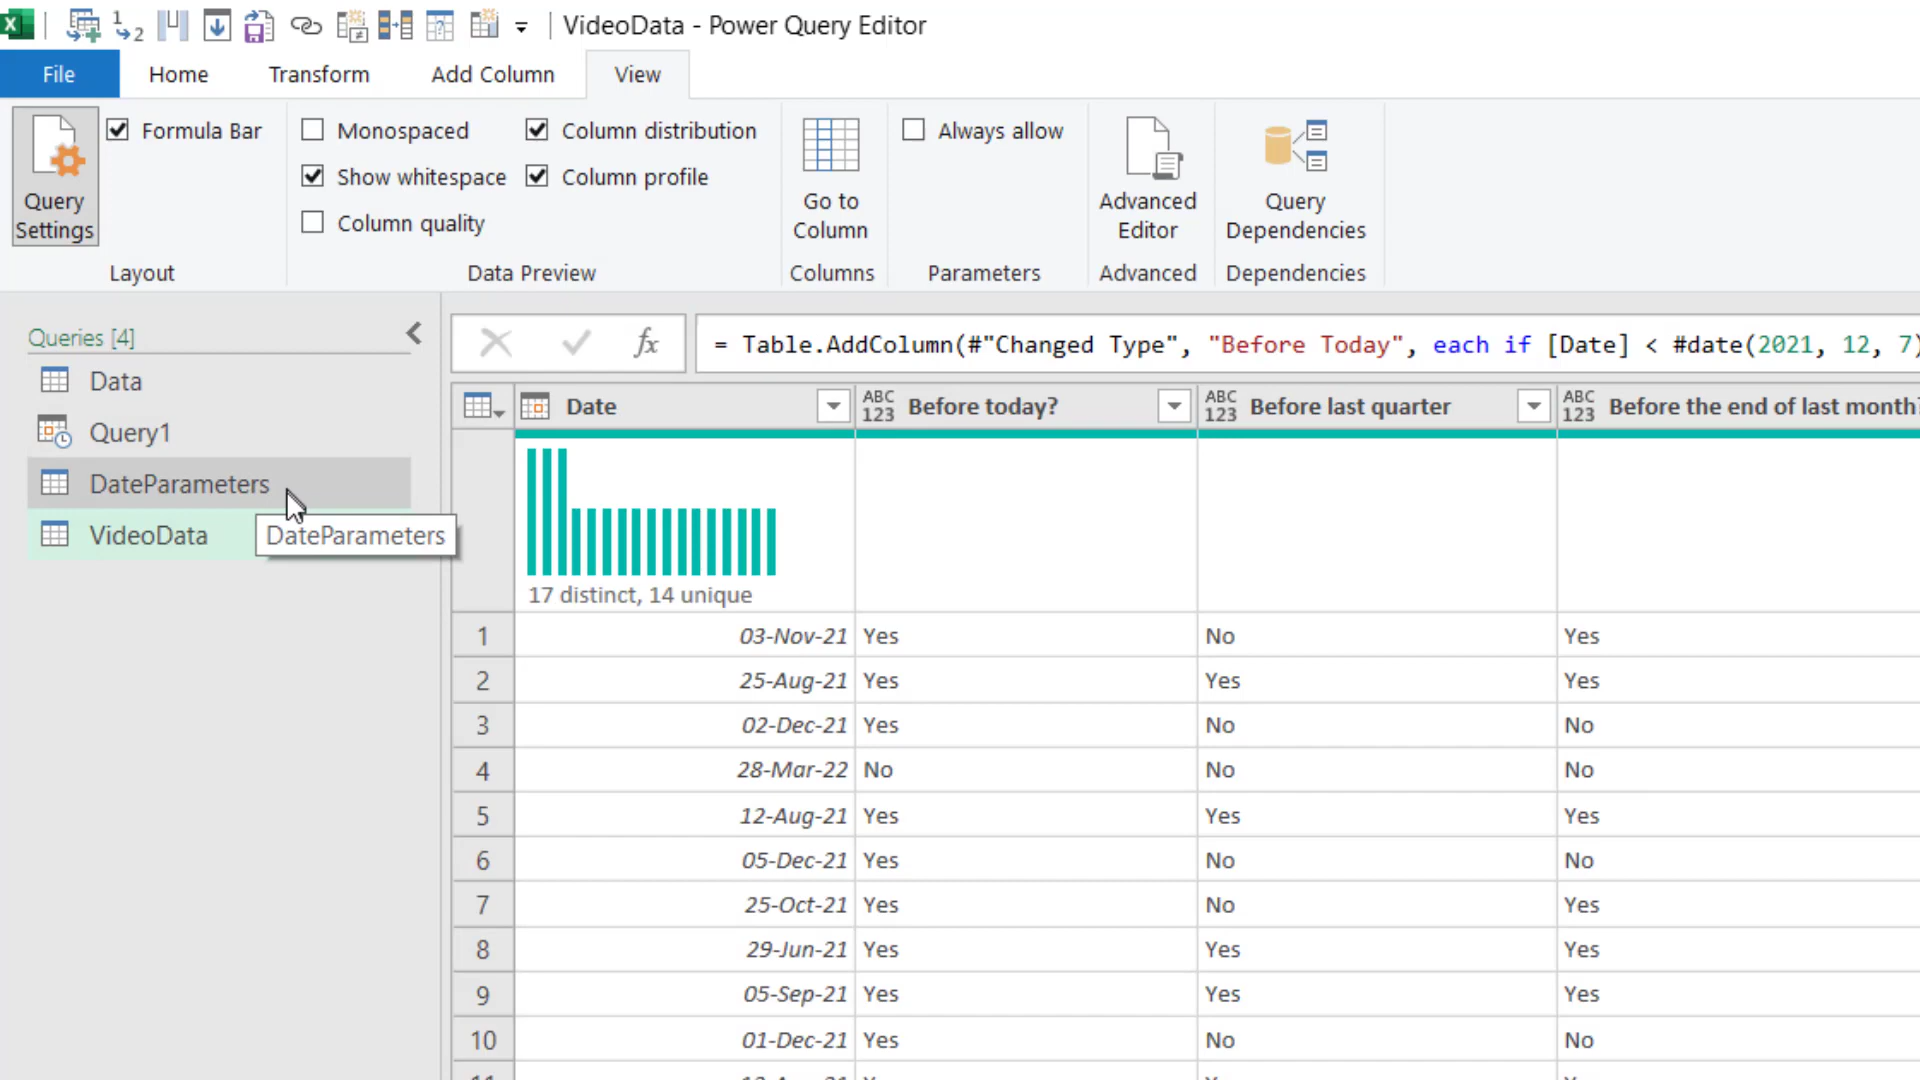 VideoData - Power Query Editor
File Home Transform Add Column View
Formula Bar Monospaced Column distribution Always allow
Show whitespace Column profile
Query Settings Column quality Go to Column Advanced Editor Query Dependencies
Layout Data Preview Columns Parameters Advanced Dependencies
Queries [4]
= Table.AddColumn(#"Changed Type", "Before Today", each if [Date] < #date(2021, 12, 7)
Data
Query1
DateParameters
VideoData
DateParameters
Date ABC 123 Before today? ABC 123 Before last quarter ABC 123 Before the end of last month?
17 distinct, 14 unique
1 03-Nov-21 Yes No Yes
2 25-Aug-21 Yes Yes Yes
3 02-Dec-21 Yes No No
4 28-Mar-22 No No No
5 12-Aug-21 Yes Yes Yes
6 05-Dec-21 Yes No No
7 25-Oct-21 Yes No Yes
8 29-Jun-21 Yes Yes Yes
9 05-Sep-21 Yes Yes Yes
10 01-Dec-21 Yes No No